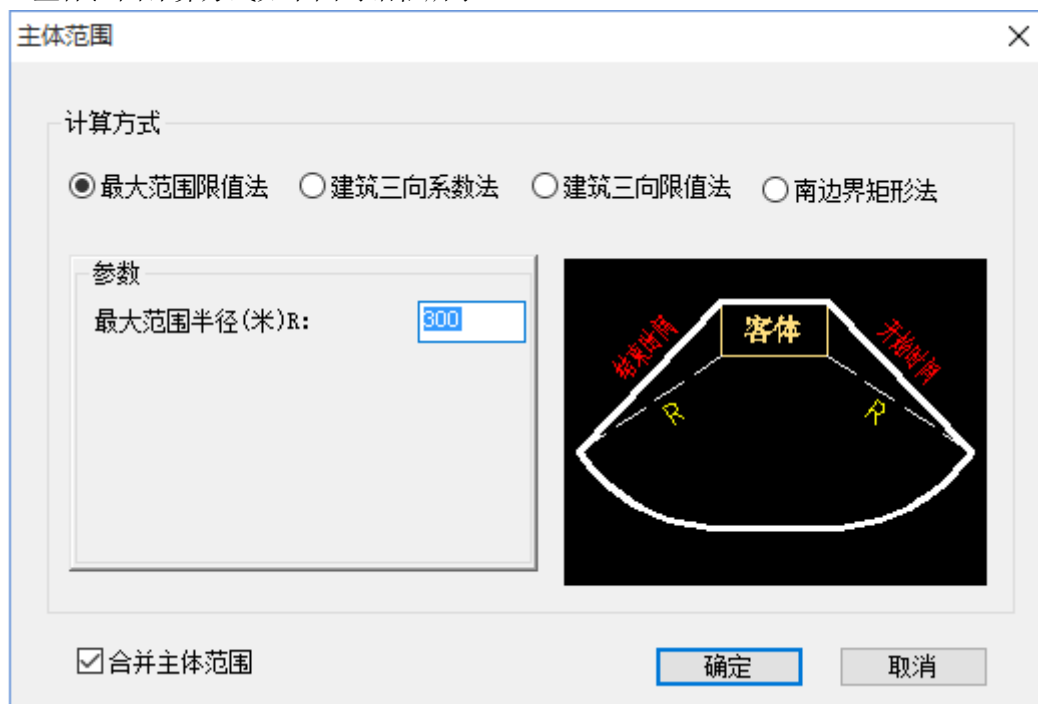 主体范围
计算方式
最大范围限值法 建筑三向系数法 建筑三向限值法 南边界矩形法
参数
最大范围半径(米)R: 300
结束时间 客体 开始时间
R R
合并主体范围 确定 取消